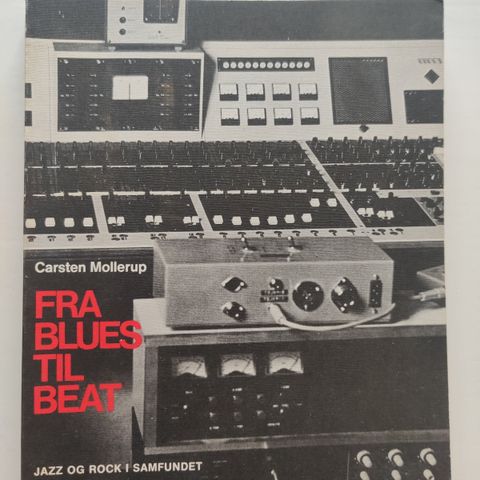 Carsten Mollerup
FRA
BLUES
TIL
BEAT
JAZZ OG ROCK I SAMFUNDET